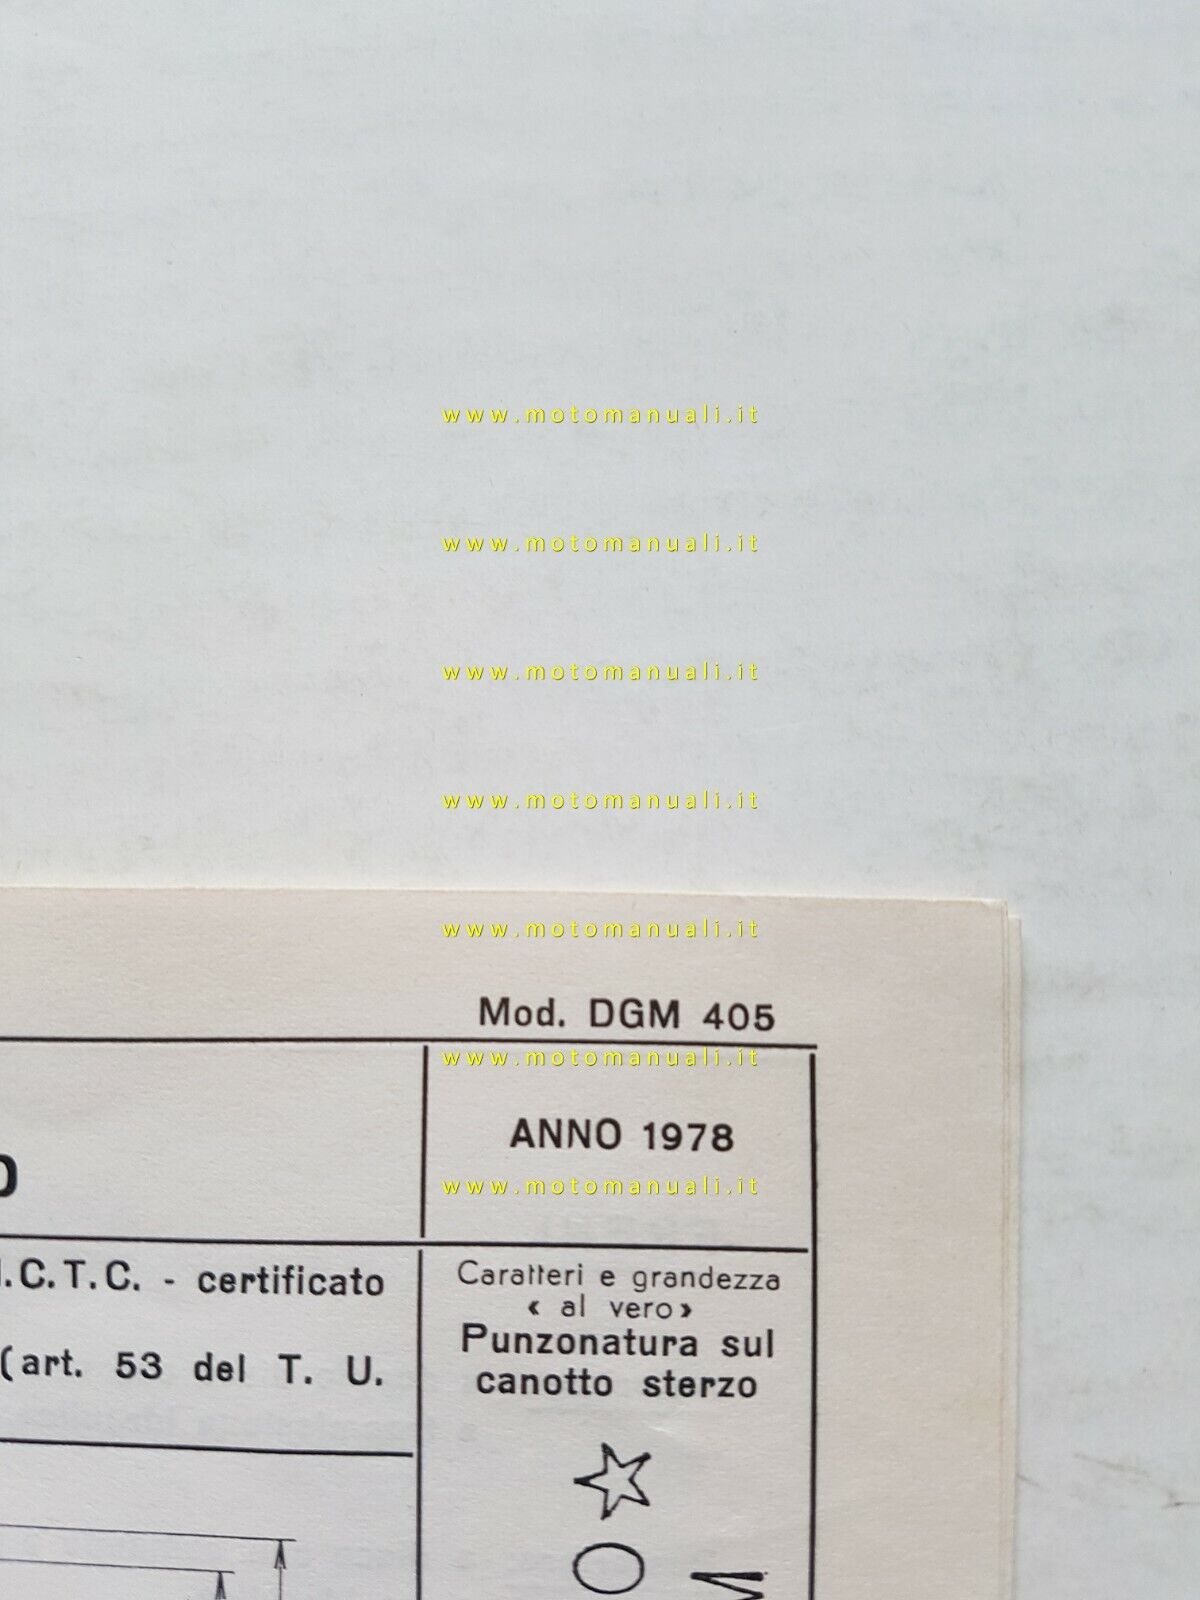 www.motomanuali.it
www.motomanuali.it
www.motomanuali.it
www.motomanuali.it
www.motomanuali.it
Mod. DGM 405
www.motomanuali.it
ANNO 1978
www.motomanuali.it
.C.T.C. - certificato
(art. 53 del T. U.
Caratteri e grandezza
« al vero»
Punzonatura sul
canotto sterzo
☆
O
M